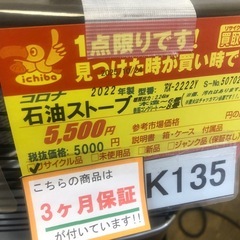 ichiba
1点限りです!
見つけた時が買い時で
コロナ
2022年製
型番:
RX-2222Y
石油ストーブ
5,500円
参考市場価格
税抜価格: 5000 円
説明書・箱・ケース 付属
リサイクル品
□未使用品
□新品
□ジャンク品
こちらの商品は
3ヶ月保証
が付いています!!
K135